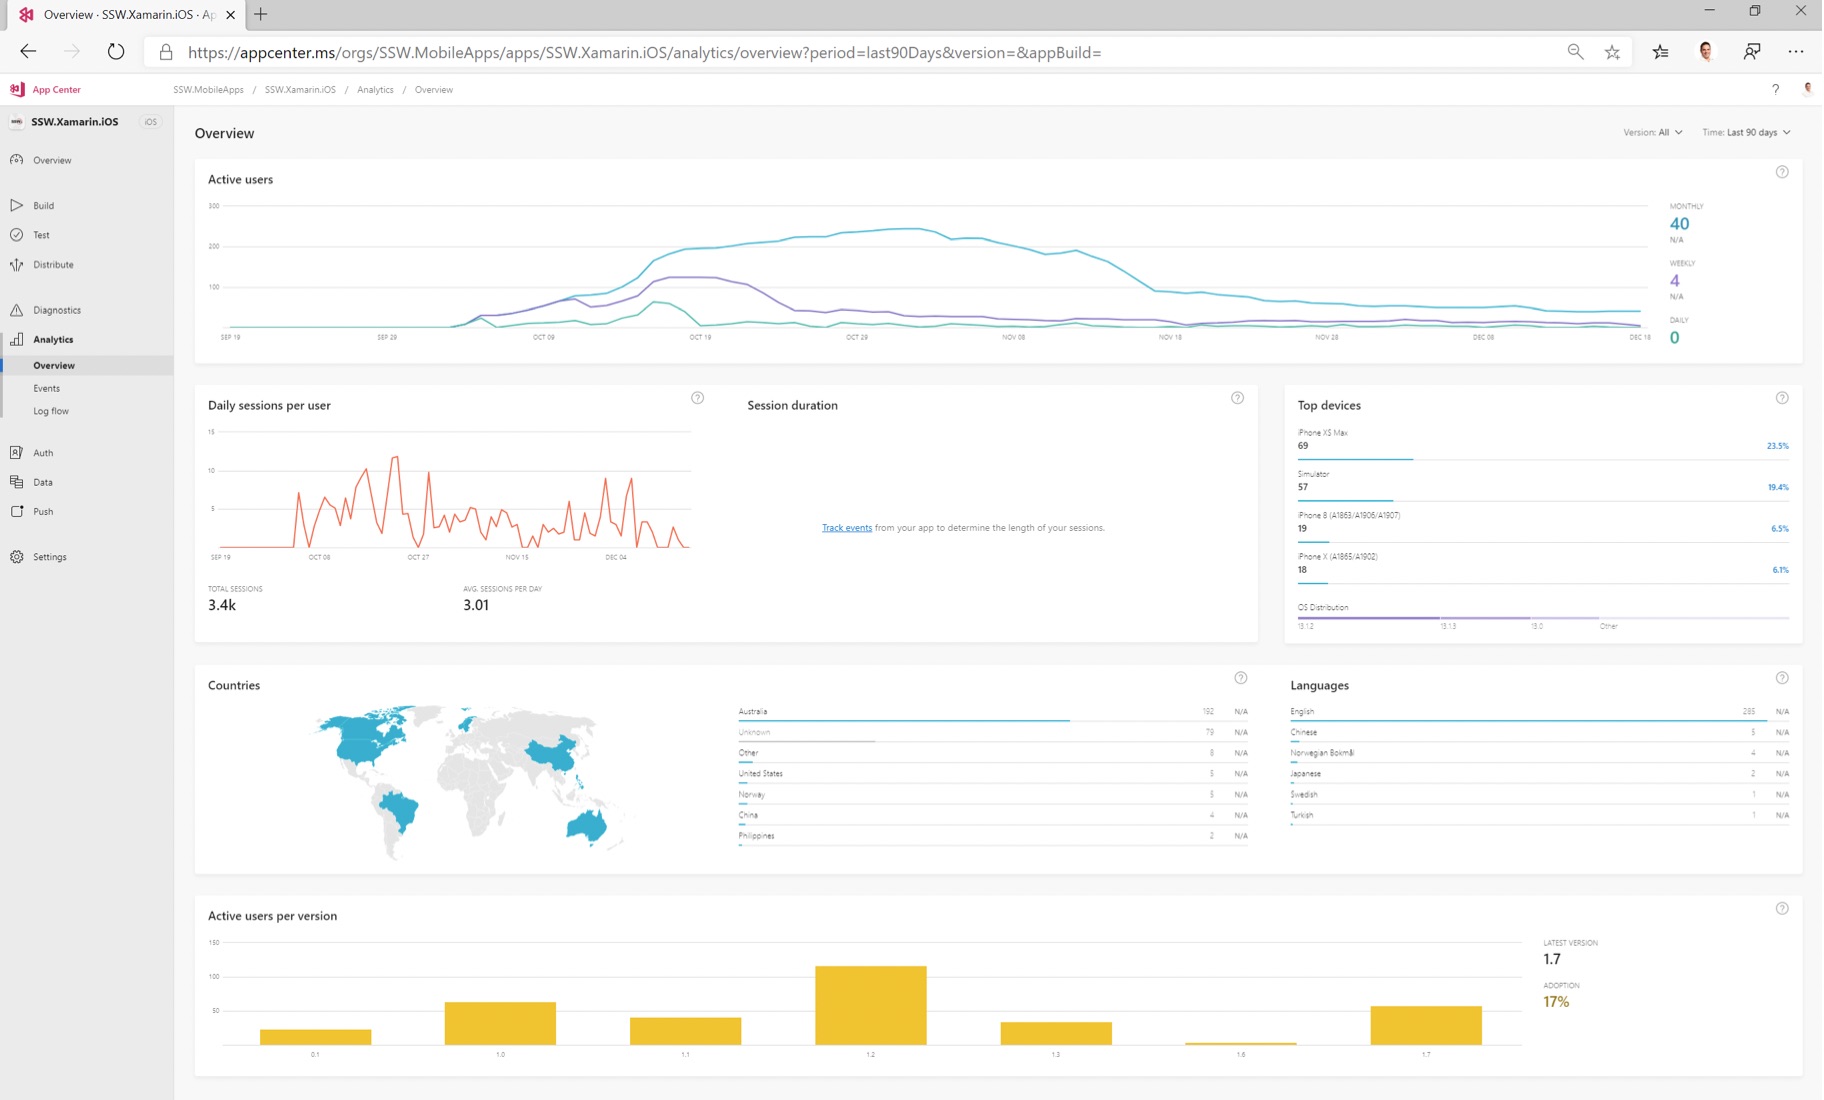 Overview · SSW.Xamarin.iOS · Ap
https://appcenter.ms/orgs/SSW.MobileApps/apps/SSW.Xamarin.iOS/analytics/overview?period=last90Days&version=&appBuild=
App Center
SSW.MobileApps / SSW.Xamarin.iOS / Analytics / Overview
?
SSW.Xamarin.iOS iOS
Overview
Build
Test
Distribute
Diagnostics
Analytics
Overview
Events
Log flow
Auth
Data
Push
Settings
Overview
Version: All
Time: Last 90 days
Active users
300
200
100
SEP 19 SEP 29 OCT 09 OCT 19 OCT 29 NOV 08 NOV 18 NOV 28 DEC 08 DEC 18
MONTHLY
40
N/A
WEEKLY
4
N/A
DAILY
0
Daily sessions per user
15
10
5
SEP 19 OCT 08 OCT 27 NOV 15 DEC 04
TOTAL SESSIONS
3.4k
AVG. SESSIONS PER DAY
3.01
Session duration
Track events from your app to determine the length of your sessions.
Top devices
iPhone XS Max
69 23.5%
Simulator
57 19.4%
iPhone 8 (A1863/A1906/A1907)
19 6.5%
iPhone X (A1865/A1902)
18 6.1%
OS Distribution
13.1.2 13.1.3 13.0 Other
Countries
Australia 192 N/A
Unknown 79 N/A
Other 8 N/A
United States 5 N/A
Norway 5 N/A
China 4 N/A
Philippines 2 N/A
Languages
English 285 N/A
Chinese 5 N/A
Norwegian Bokmål 4 N/A
Japanese 2 N/A
Swedish 1 N/A
Turkish 1 N/A
Active users per version
150
100
50
0.1 1.0 1.1 1.2 1.3 1.6 1.7
LATEST VERSION
1.7
ADOPTION
17%